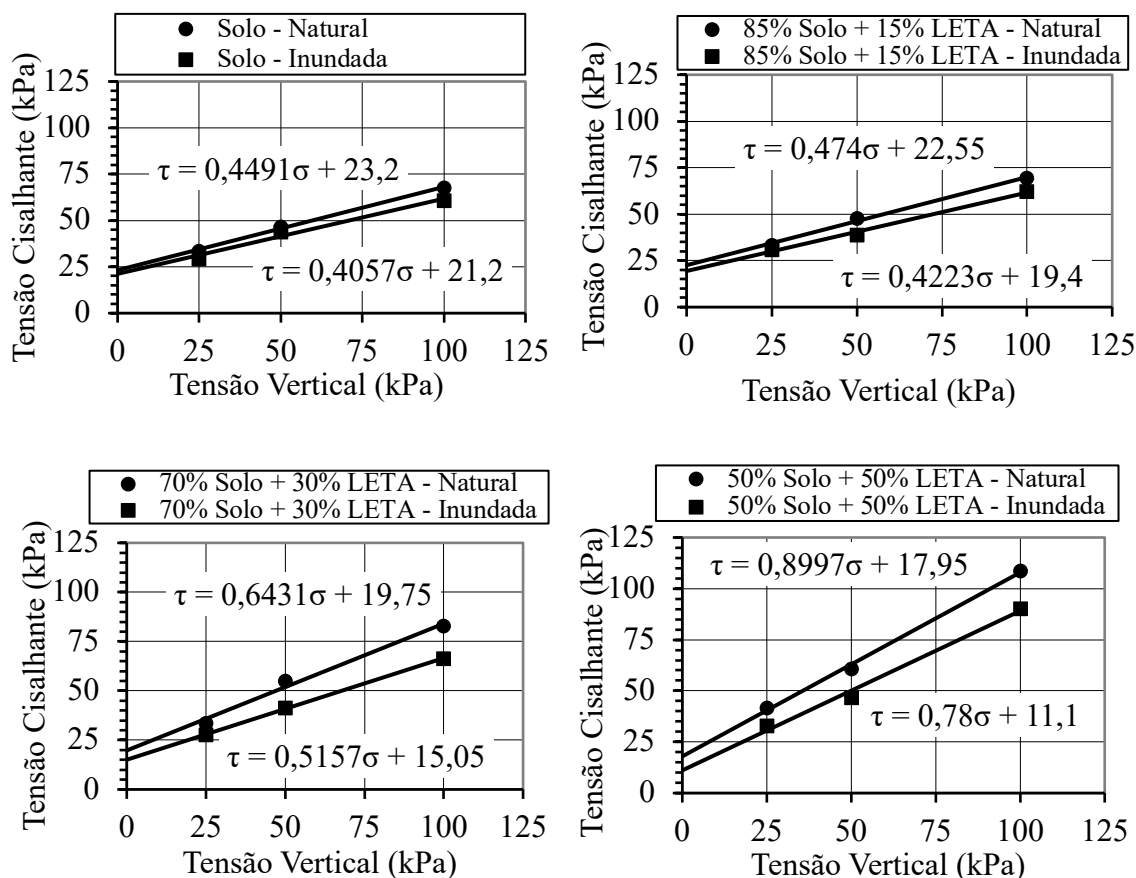 Solo - Natural
Solo - Inundada
Tensão Cisalhante (kPa)
125
100
75
50
25
0
τ = 0,4491σ + 23,2
τ = 0,4057σ + 21,2
0 25 50 75 100 125
Tensão Vertical (kPa)
85% Solo + 15% LETA - Natural
85% Solo + 15% LETA - Inundada
Tensão Cisalhante (kPa)
125
100
75
50
25
0
τ = 0,474σ + 22,55
τ = 0,4223σ + 19,4
0 25 50 75 100 125
Tensão Vertical (kPa)
70% Solo + 30% LETA - Natural
70% Solo + 30% LETA - Inundada
Tensão Cisalhante (kPa)
125
100
75
50
25
0
τ = 0,6431σ + 19,75
τ = 0,5157σ + 15,05
0 25 50 75 100 125
Tensão Vertical (kPa)
50% Solo + 50% LETA - Natural
50% Solo + 50% LETA - Inundada
Tensão Cisalhante (kPa)
125
100
75
50
25
0
τ = 0,8997σ + 17,95
τ = 0,78σ + 11,1
0 25 50 75 100 125
Tensão Vertical (kPa)